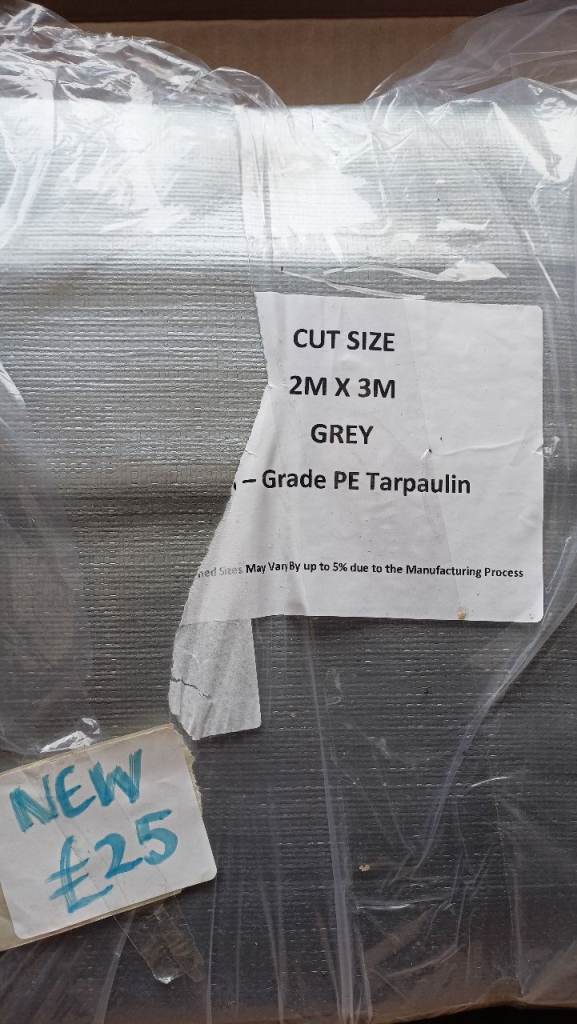 CUT SIZE
2M X 3M
GREY
– Grade PE Tarpaulin
Sizes May Vary By up to 5% due to the Manufacturing Process
NEW
£25